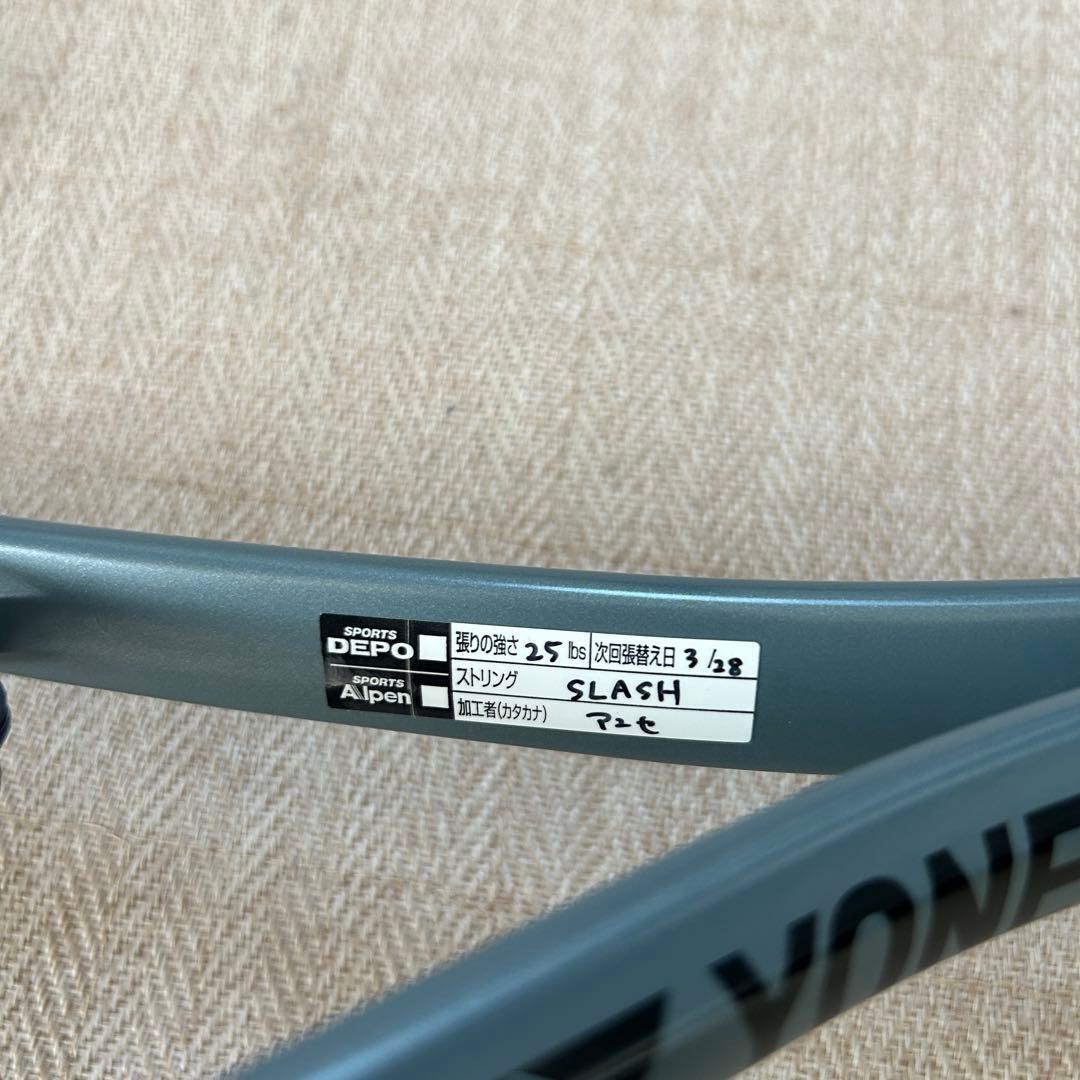 SPORTS
DEPO
SPORTS
Alpen
張りの強さ 25 lbs 次回張替え日 3/28
ストリング SLASH
加工者(カタカナ)
YONE